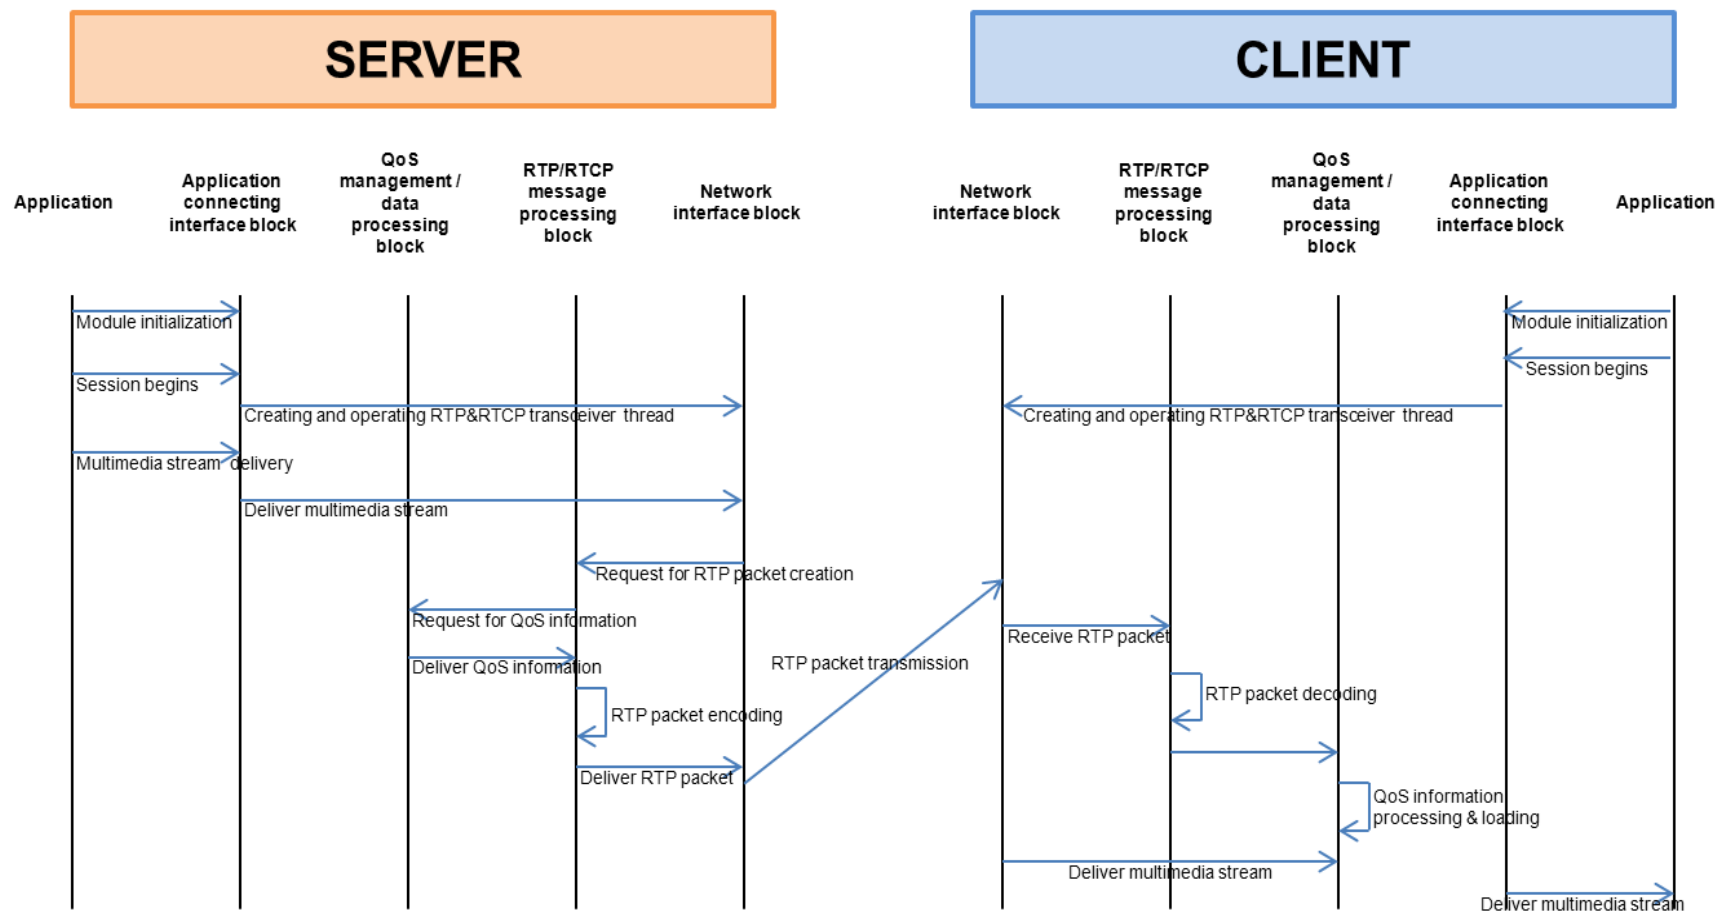 SERVER
CLIENT
Application
Application
connecting
interface block
QoS
management /
data
processing
block
RTP/RTCP
message
processing
block
Network
interface block
Network
interface block
RTP/RTCP
message
processing
block
QoS
management /
data
processing
block
Application
connecting
interface block
Application
Module initialization
Module initialization
Session begins
Session begins
Creating and operating RTP&RTCP transceiver thread
Creating and operating RTP&RTCP transceiver thread
Multimedia stream delivery
Deliver multimedia stream
Request for RTP packet creation
Request for QoS information
Receive RTP packet
Deliver QoS information
RTP packet transmission
RTP packet decoding
RTP packet encoding
Deliver RTP packet
QoS information
processing & loading
Deliver multimedia stream
Deliver multimedia stream